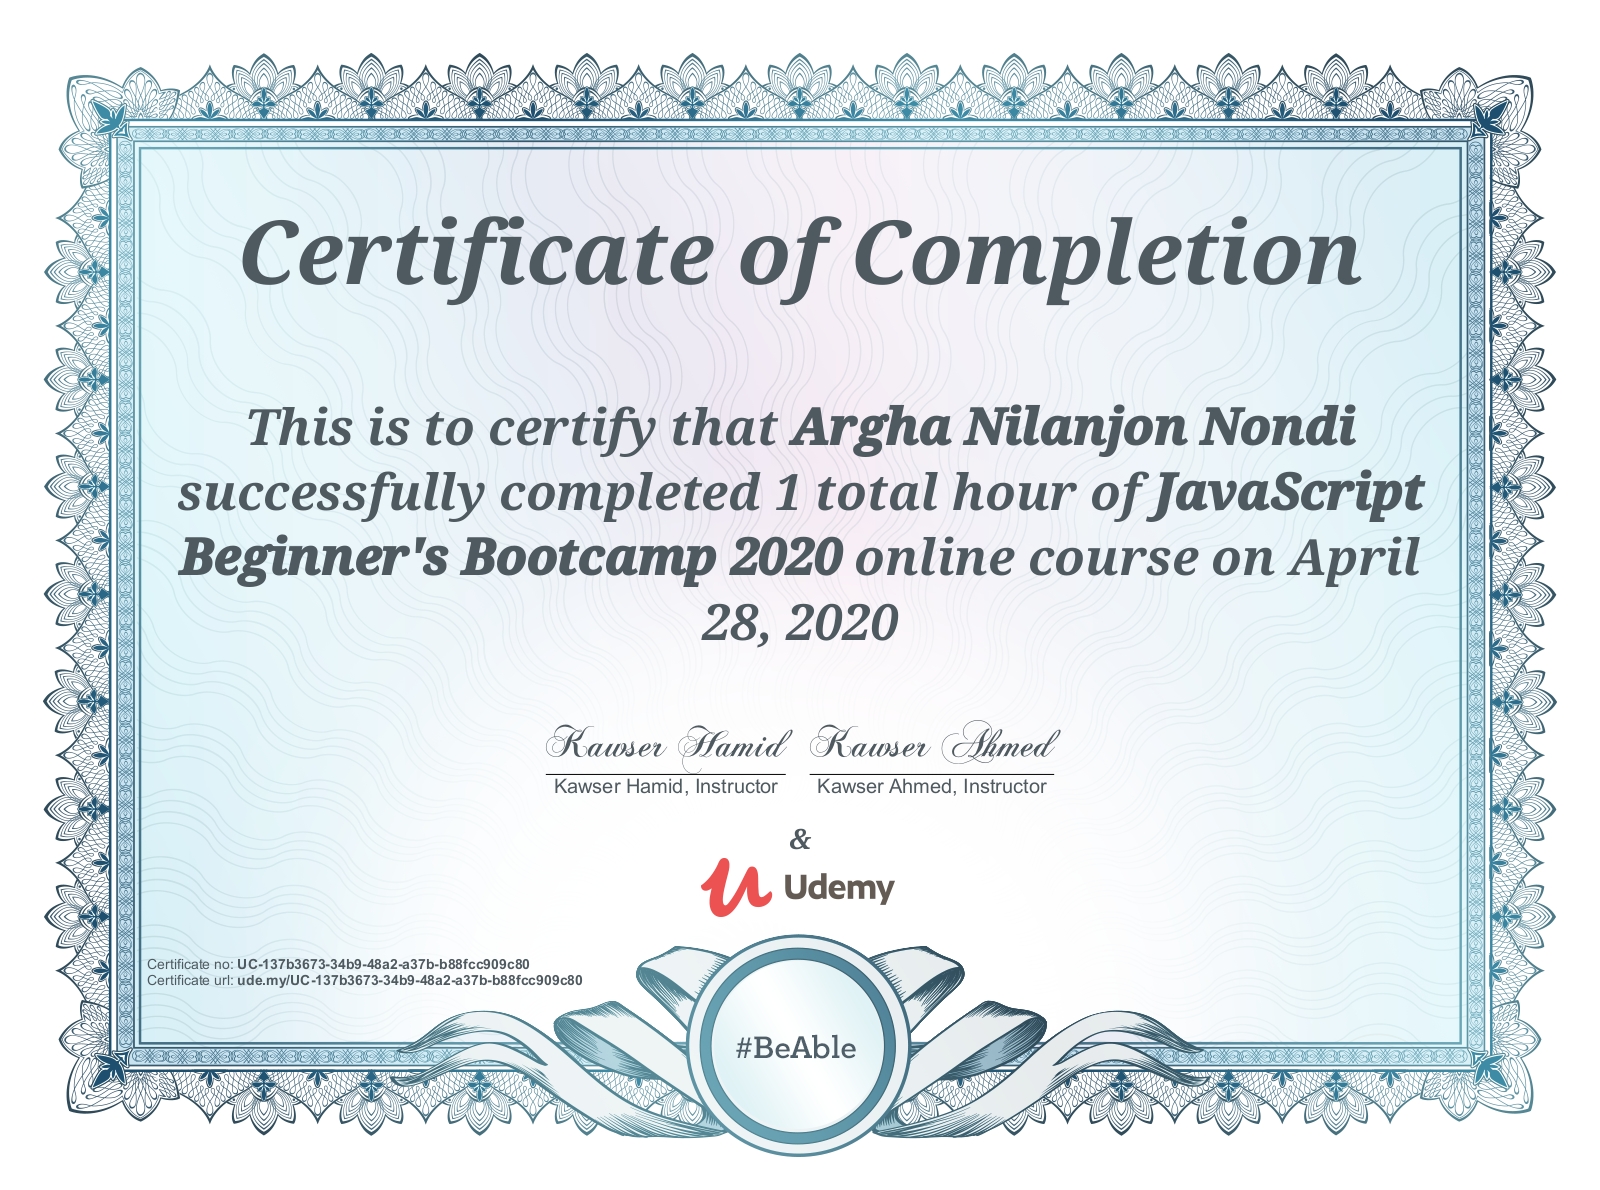 Certificate of Completion
This is to certify that Argha Nilanjon Nondi
successfully completed 1 total hour of JavaScript
Beginner's Bootcamp 2020 online course on April
28, 2020
Kawser Hamid Kawser Ahmed
Kawser Hamid, Instructor Kawser Ahmed, Instructor
&
Udemy
Certificate no: UC-137b3673-34b9-48a2-a37b-b88fcc909c80
Certificate url: ude.my/UC-137b3673-34b9-48a2-a37b-b88fcc909c80
#BeAble